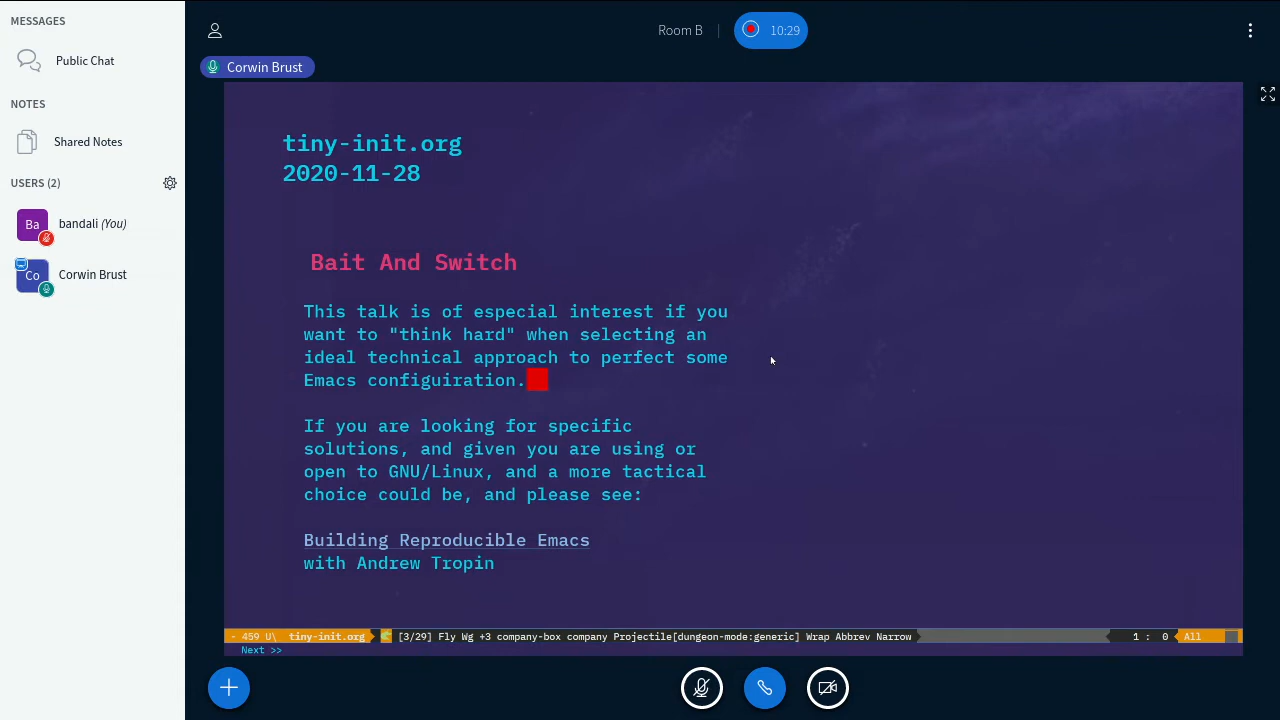 MESSAGES
Public Chat
NOTES
Shared Notes
USERS (2)
Ba
bandali (You)
Co
Corwin Brust
Room B
10:29
Corwin Brust
tiny-init.org
2020-11-28
Bait And Switch
This talk is of especial interest if you
want to "think hard" when selecting an
ideal technical approach to perfect some
Emacs configuiration.
If you are looking for specific
solutions, and given you are using or
open to GNU/Linux, and a more tactical
choice could be, and please see:
Building Reproducible Emacs
with Andrew Tropin
- 459 U\ tiny-init.org [3/29] Fly Wg +3 company-box company Projectile[dungeon-mode:generic] Wrap Abbrev Narrow 1: 0 All
Next >>